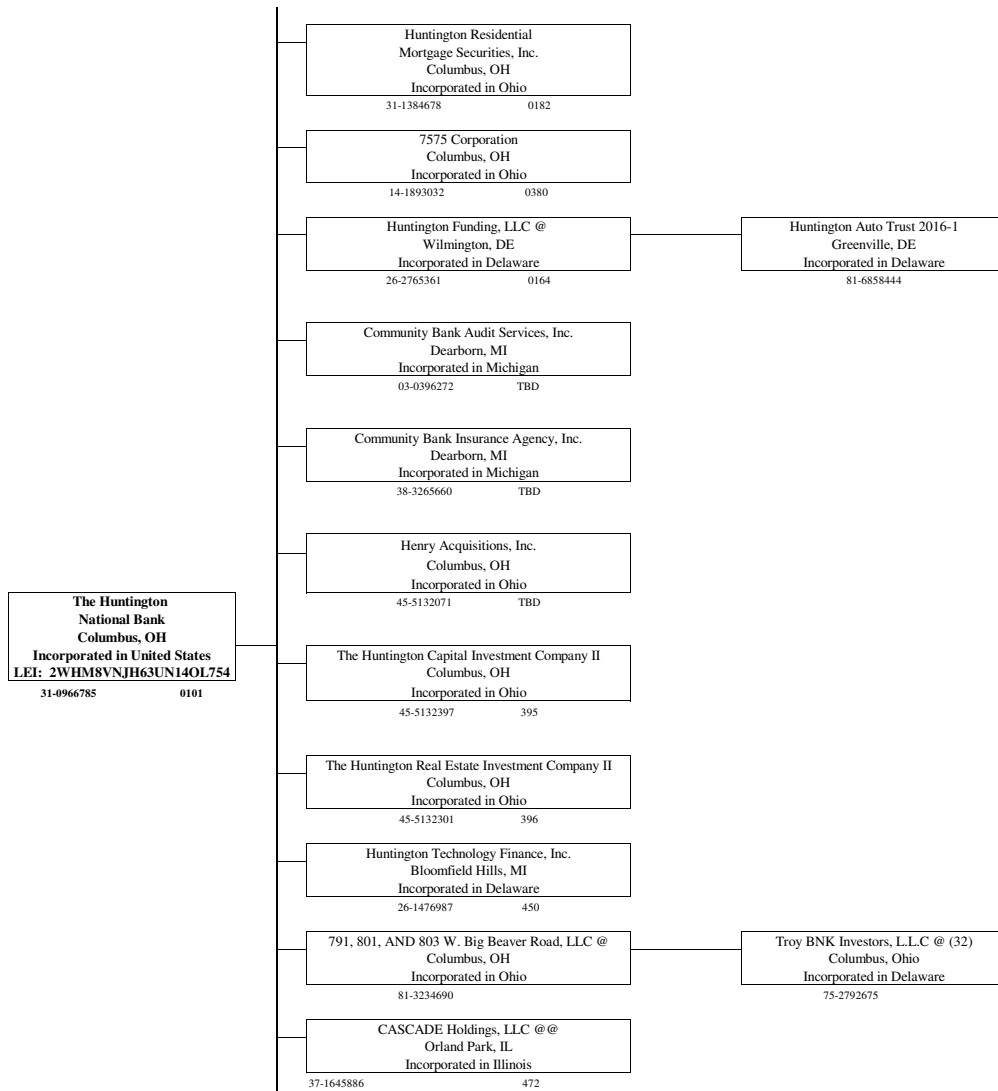 Huntington Residential
Mortgage Securities, Inc.
Columbus, OH
Incorporated in Ohio
31-1384678 0182
7575 Corporation
Columbus, OH
Incorporated in Ohio
14-1893032 0380
Huntington Funding, LLC @
Wilmington, DE
Incorporated in Delaware
26-2765361 0164
Huntington Auto Trust 2016-1
Greenville, DE
Incorporated in Delaware
81-6858444
Community Bank Audit Services, Inc.
Dearborn, MI
Incorporated in Michigan
03-0396272 TBD
Community Bank Insurance Agency, Inc.
Dearborn, MI
Incorporated in Michigan
38-3265660 TBD
Henry Acquisitions, Inc.
Columbus, OH
Incorporated in Ohio
45-5132071 TBD
The Huntington
National Bank
Columbus, OH
Incorporated in United States
LEI: 2WHM8VNJH63UN14OL754
31-0966785 0101
The Huntington Capital Investment Company II
Columbus, OH
Incorporated in Ohio
45-5132397 395
The Huntington Real Estate Investment Company II
Columbus, OH
Incorporated in Ohio
45-5132301 396
Huntington Technology Finance, Inc.
Bloomfield Hills, MI
Incorporated in Delaware
26-1476987 450
791, 801, AND 803 W. Big Beaver Road, LLC @
Columbus, OH
Incorporated in Ohio
81-3234690
Troy BNK Investors, L.L.C @ (32)
Columbus, Ohio
Incorporated in Delaware
75-2792675
CASCADE Holdings, LLC @@
Orland Park, IL
Incorporated in Illinois
37-1645886 472